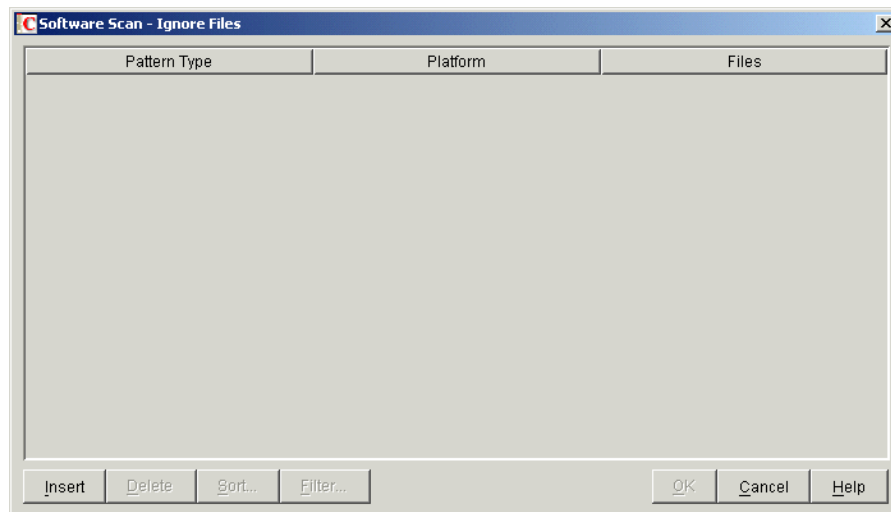 C Software Scan - Ignore Files
Pattern Type Platform Files
Insert Delete Sort... Filter... OK Cancel Help